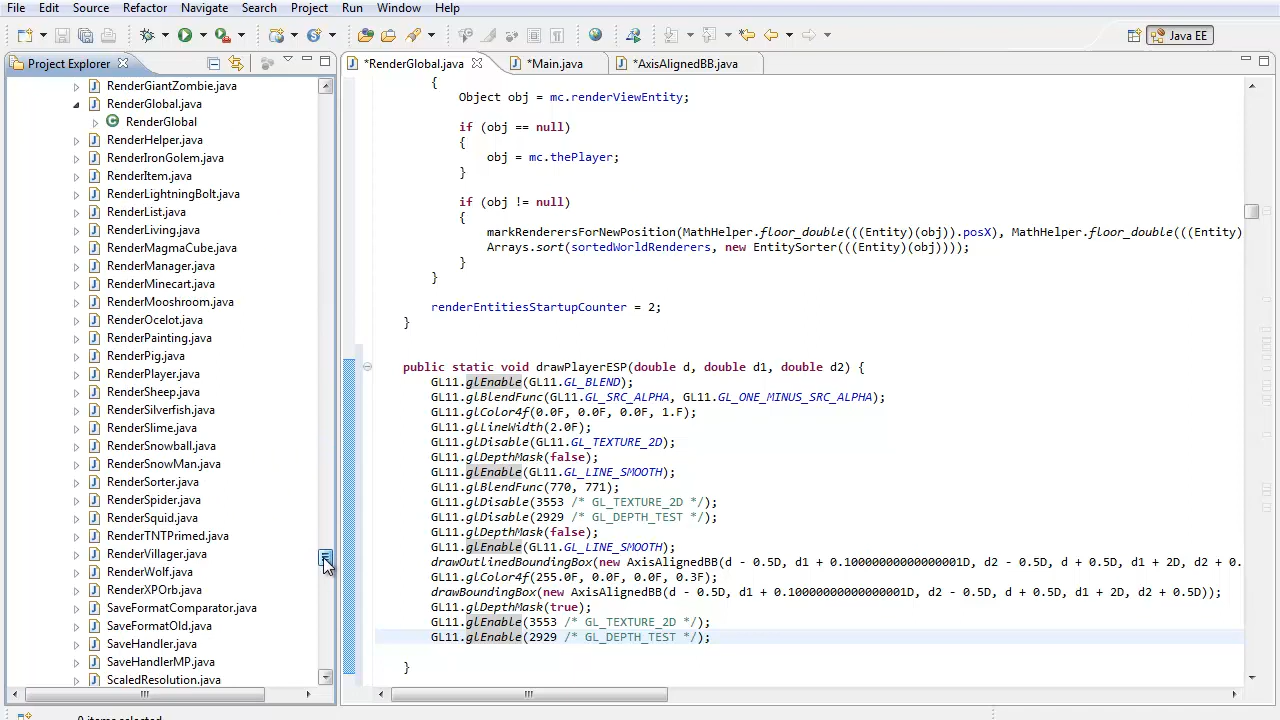 File Edit Source Refactor Navigate Search Project Run Window Help
Java EE
Project Explorer
*RenderGlobal.java *Main.java *AxisAlignedBB.java
RenderGiantZombie.java
RenderGlobal.java
RenderGlobal
RenderHelper.java
RenderIronGolem.java
RenderItem.java
RenderLightningBolt.java
RenderList.java
RenderLiving.java
RenderMagmaCube.java
RenderManager.java
RenderMinecart.java
RenderMooshroom.java
RenderOcelot.java
RenderPainting.java
RenderPig.java
RenderPlayer.java
RenderSheep.java
RenderSilverfish.java
RenderSlime.java
RenderSnowball.java
RenderSnowMan.java
RenderSorter.java
RenderSpider.java
RenderSquid.java
RenderTNTPrimed.java
RenderVillager.java
RenderWolf.java
RenderXPOrb.java
SaveFormatComparator.java
SaveFormatOld.java
SaveHandler.java
SaveHandlerMP.java
ScaledResolution.java
{
Object obj = mc.renderViewEntity;
if (obj == null)
{
obj = mc.thePlayer;
}
if (obj != null)
{
markRenderersForNewPosition(MathHelper.floor_double(((Entity)(obj)).posX), MathHelper.floor_double(((Entity)
Arrays.sort(sortedWorldRenderers, new EntitySorter(((Entity)(obj))));
}
}
renderEntitiesStartupCounter = 2;
}
public static void drawPlayerESP(double d, double d1, double d2) {
GL11.glEnable(GL11.GL_BLEND);
GL11.glBlendFunc(GL11.GL_SRC_ALPHA, GL11.GL_ONE_MINUS_SRC_ALPHA);
GL11.glColor4f(0.0F, 0.0F, 0.0F, 1.F);
GL11.glLineWidth(2.0F);
GL11.glDisable(GL11.GL_TEXTURE_2D);
GL11.glDepthMask(false);
GL11.glEnable(GL11.GL_LINE_SMOOTH);
GL11.glBlendFunc(770, 771);
GL11.glDisable(3553 /* GL_TEXTURE_2D */);
GL11.glDisable(2929 /* GL_DEPTH_TEST */);
GL11.glDepthMask(false);
GL11.glEnable(GL11.GL_LINE_SMOOTH);
drawOutlinedBoundingBox(new AxisAlignedBB(d - 0.5D, d1 + 0.10000000000000001D, d2 - 0.5D, d + 0.5D, d1 + 2D, d2 + 0.
GL11.glColor4f(255.0F, 0.0F, 0.0F, 0.3F);
drawBoundingBox(new AxisAlignedBB(d - 0.5D, d1 + 0.10000000000000001D, d2 - 0.5D, d + 0.5D, d1 + 2D, d2 + 0.5D));
GL11.glDepthMask(true);
GL11.glEnable(3553 /* GL_TEXTURE_2D */);
GL11.glEnable(2929 /* GL_DEPTH_TEST */);
}
0 items selected